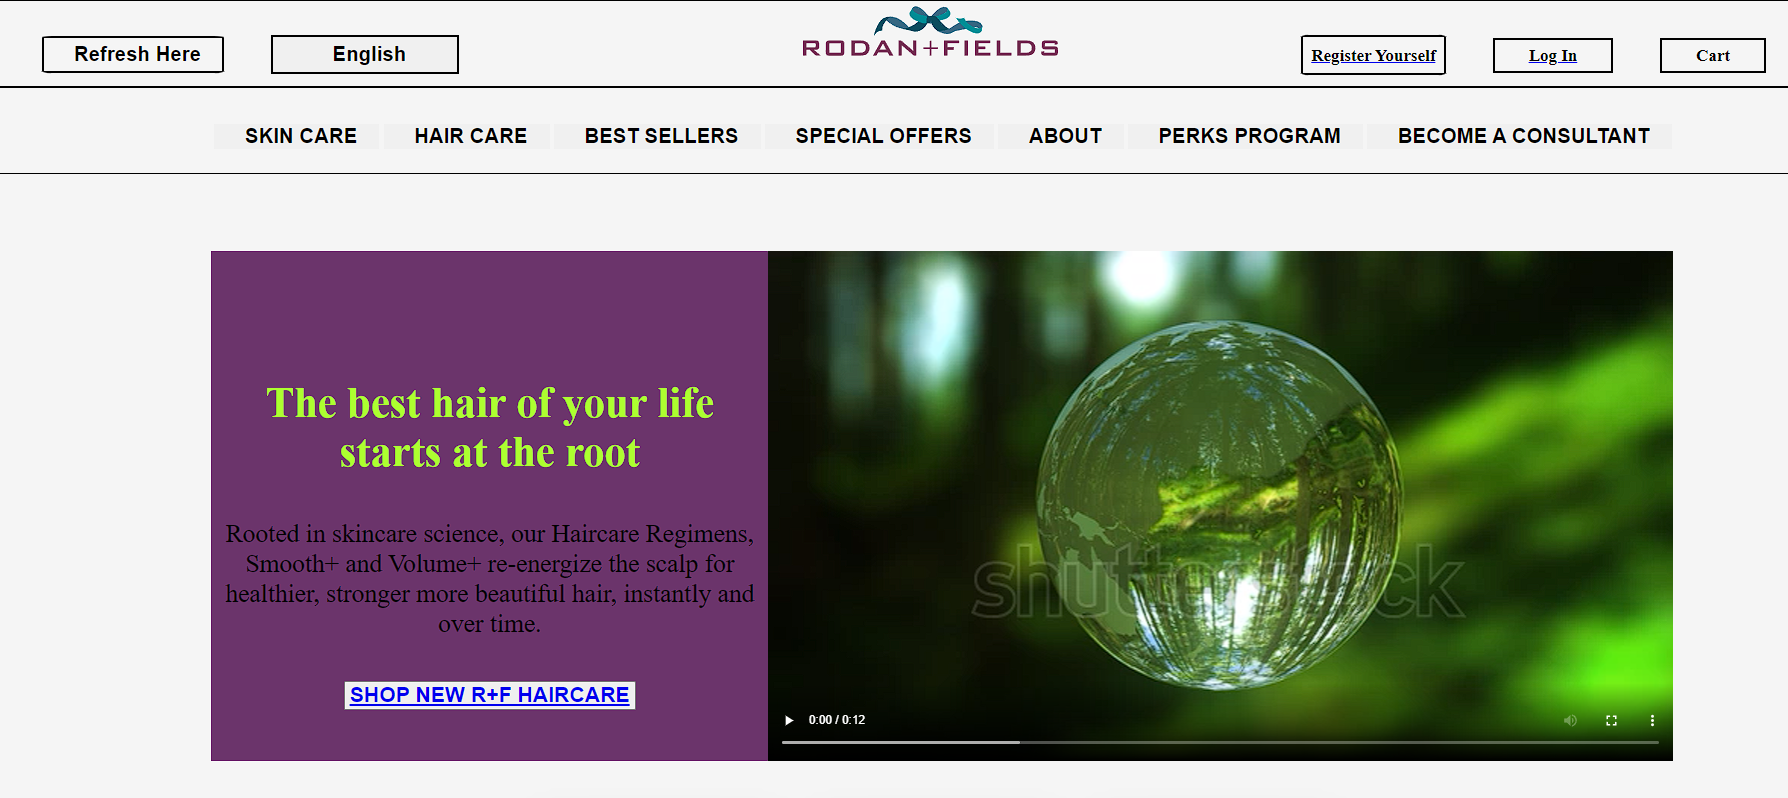 Refresh Here
English
RODAN+FIELDS
Register Yourself
Log In
Cart
SKIN CARE
HAIR CARE
BEST SELLERS
SPECIAL OFFERS
ABOUT
PERKS PROGRAM
BECOME A CONSULTANT
The best hair of your life
starts at the root
Rooted in skincare science, our Haircare Regimens,
Smooth+ and Volume+ re-energize the scalp for
healthier, stronger more beautiful hair, instantly and
over time.
SHOP NEW R+F HAIRCARE
shutterstock
0:00 / 0:12